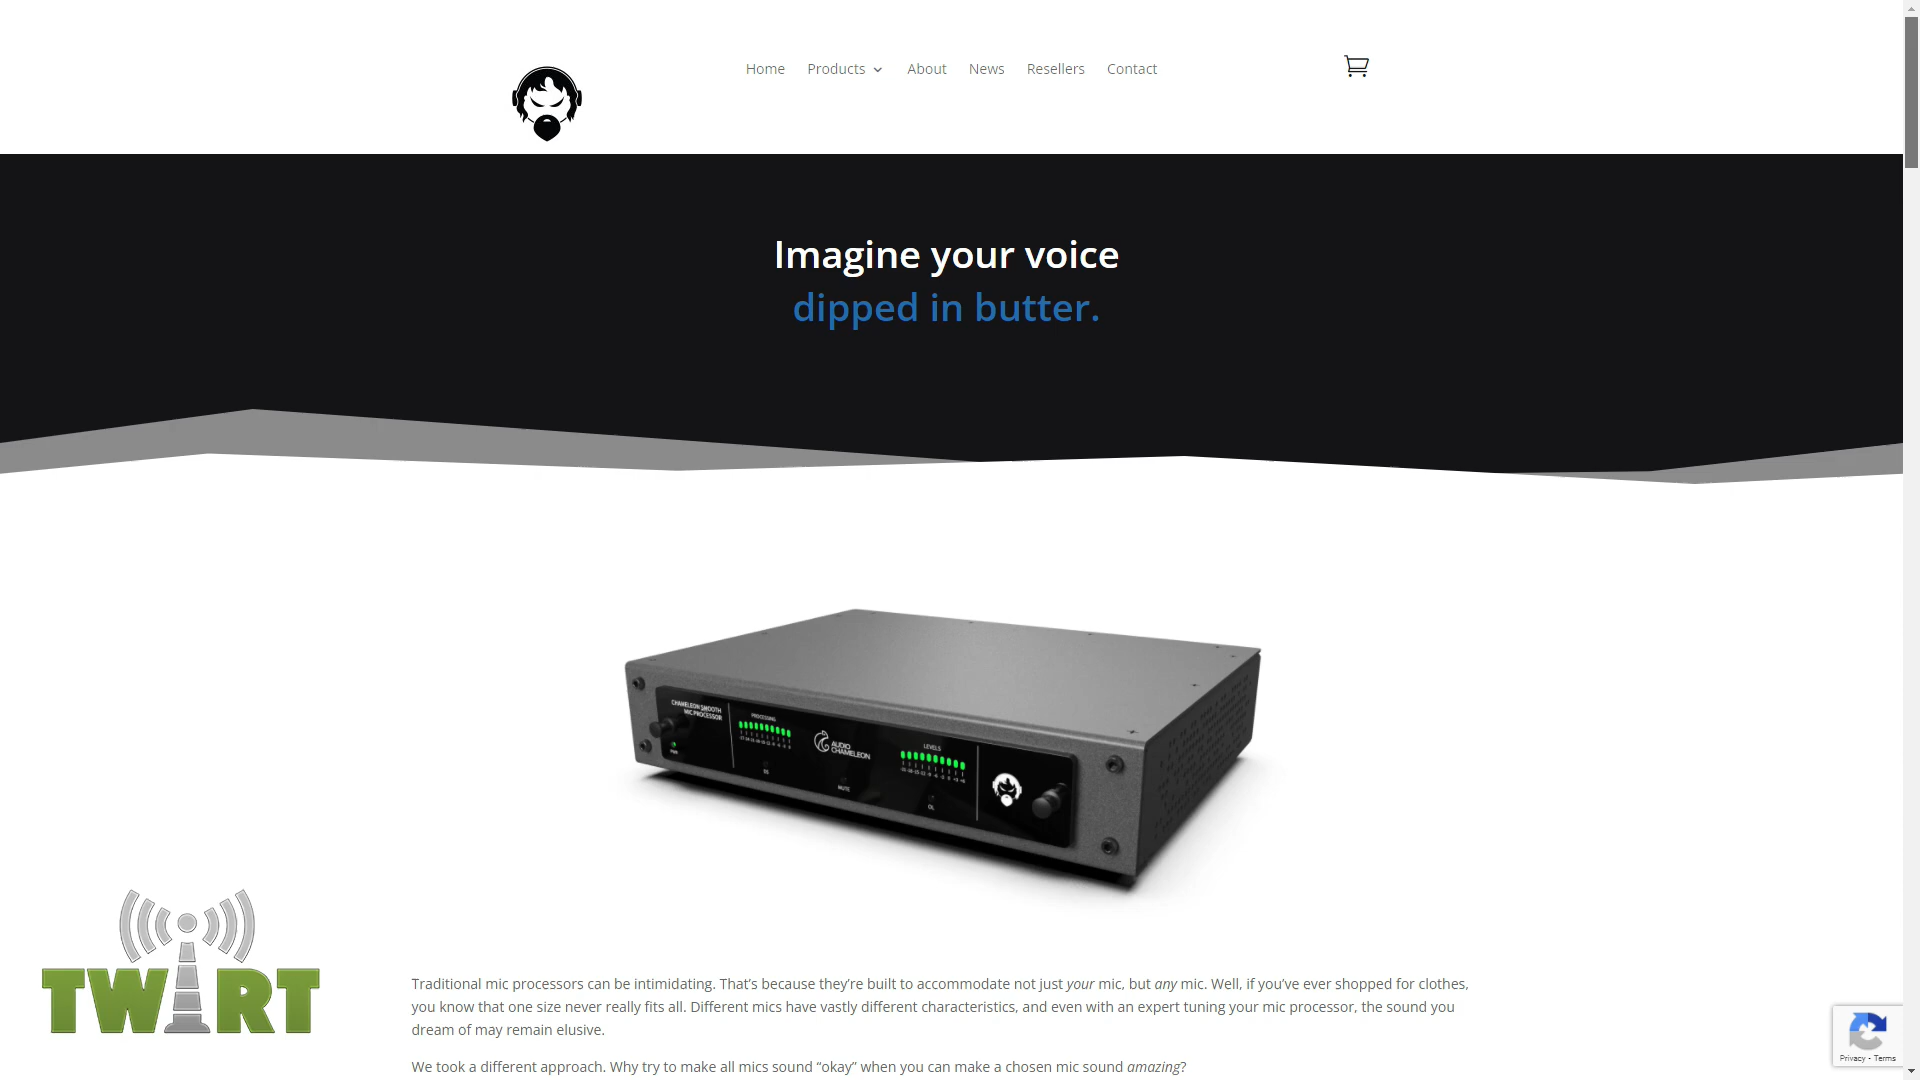 Home Products About News Resellers Contact
Imagine your voice
dipped in butter.
CHAMELEON SMOOTH
MIC PROCESSOR
PROCESSING
AUDIO
CHAMELEON
LEVELS
MUTE
OL
TWiRT
Traditional mic processors can be intimidating. That’s because they’re built to accommodate not just your mic, but any mic. Well, if you’ve ever shopped for clothes,
you know that one size never really fits all. Different mics have vastly different characteristics, and even with an expert tuning your mic processor, the sound you
dream of may remain elusive.
We took a different approach. Why try to make all mics sound “okay” when you can make a chosen mic sound amazing?
Privacy - Terms